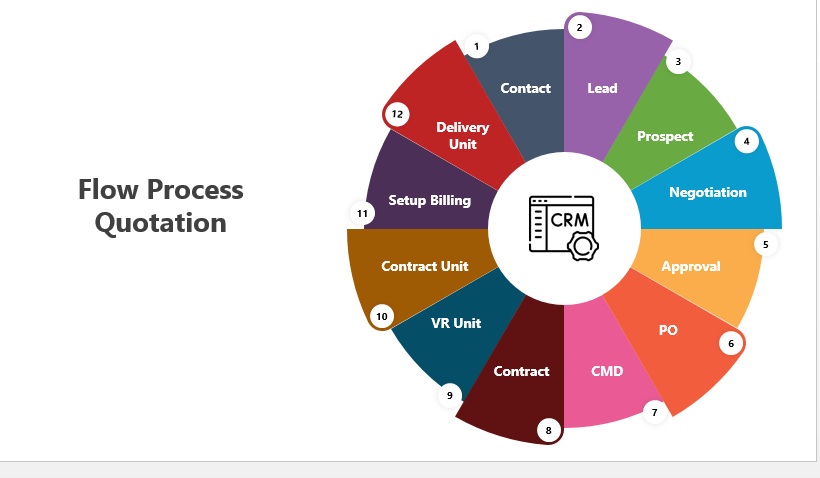 Flow Process
Quotation
1
Contact
2
Lead
3
Prospect
4
Negotiation
5
Approval
6
PO
7
CMD
8
Contract
9
VR Unit
10
Contract Unit
11
Setup Billing
12
Delivery
Unit
CRM